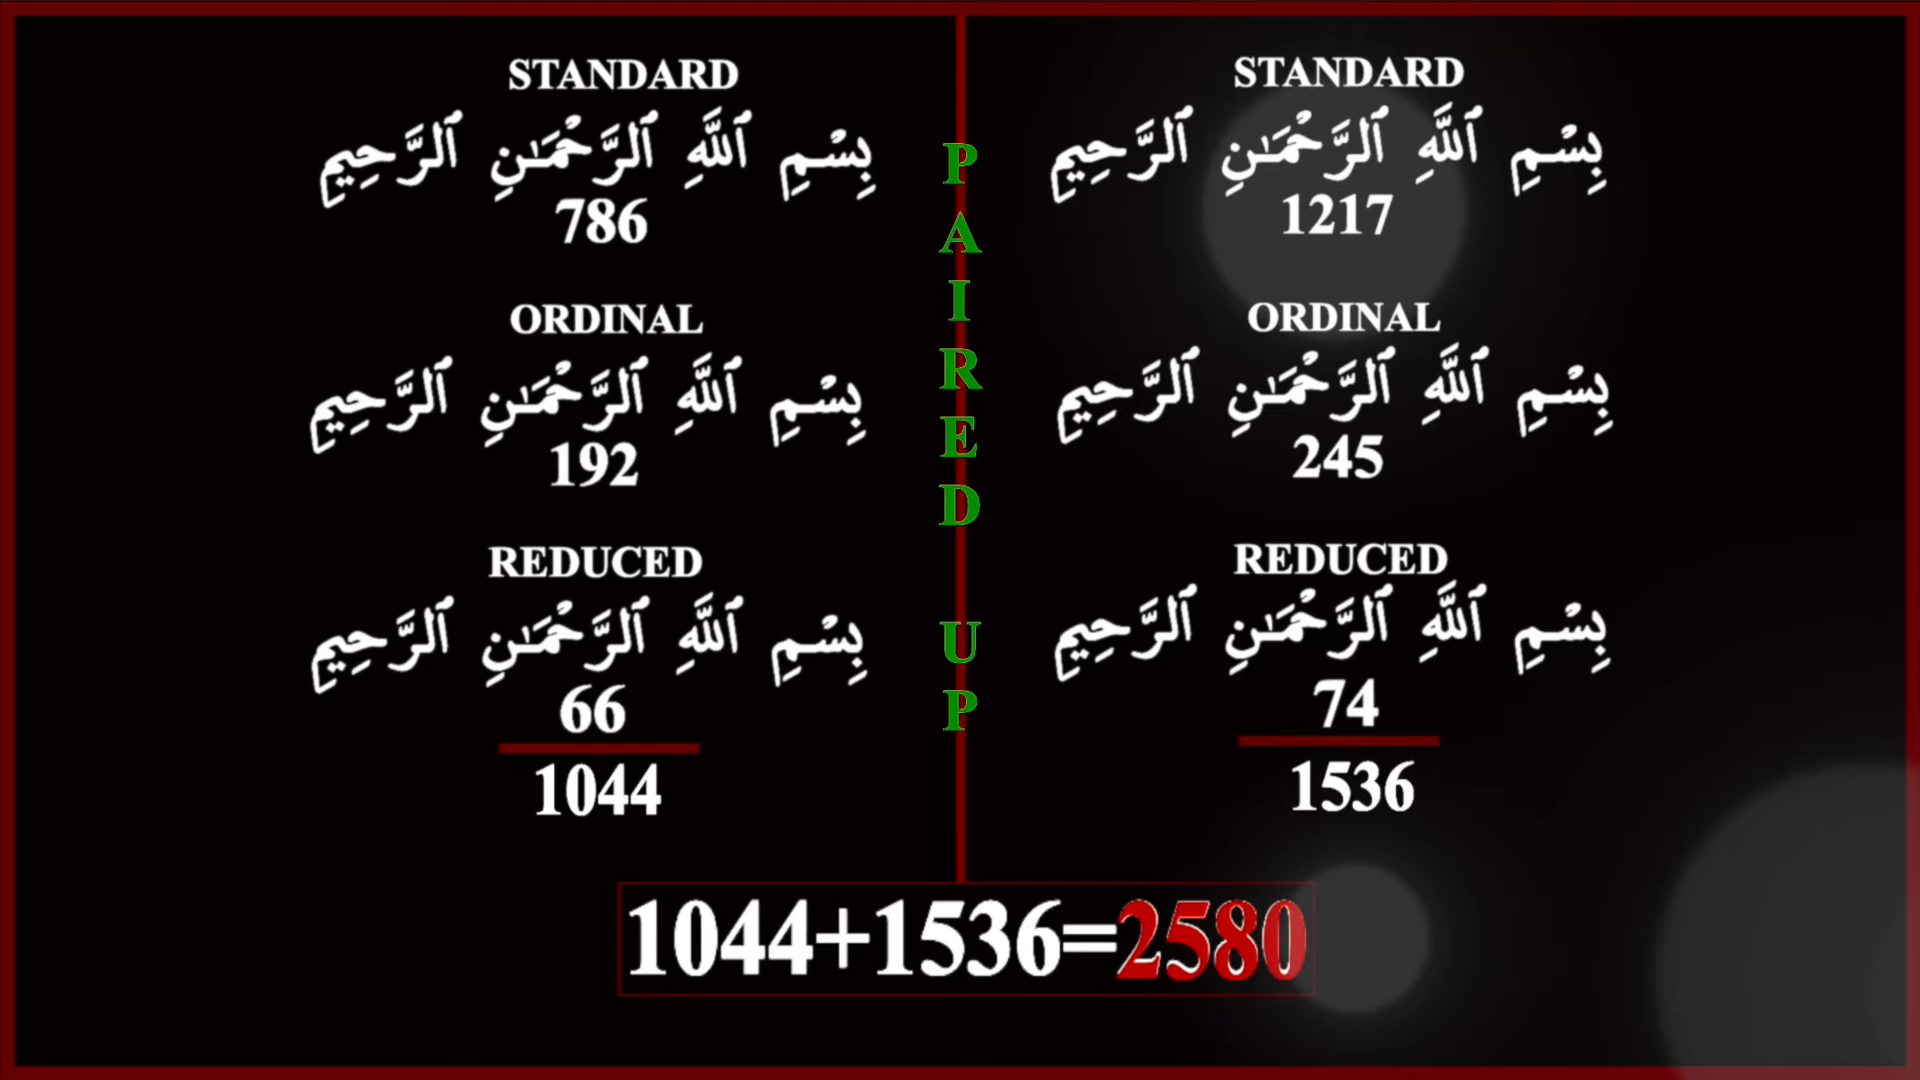 STANDARD
بِسْمِ ٱللَّهِ ٱلرَّحْمَـٰنِ ٱلرَّحِيمِ
786
ORDINAL
بِسْمِ ٱللَّهِ ٱلرَّحْمَـٰنِ ٱلرَّحِيمِ
192
REDUCED
بِسْمِ ٱللَّهِ ٱلرَّحْمَـٰنِ ٱلرَّحِيمِ
66
1044
PAIRED UP
STANDARD
بِسْمِ ٱللَّهِ ٱلرَّحْمَـٰنِ ٱلرَّحِيمِ
1217
ORDINAL
بِسْمِ ٱللَّهِ ٱلرَّحْمَـٰنِ ٱلرَّحِيمِ
245
REDUCED
بِسْمِ ٱللَّهِ ٱلرَّحْمَـٰنِ ٱلرَّحِيمِ
74
1536
1044+1536=2580